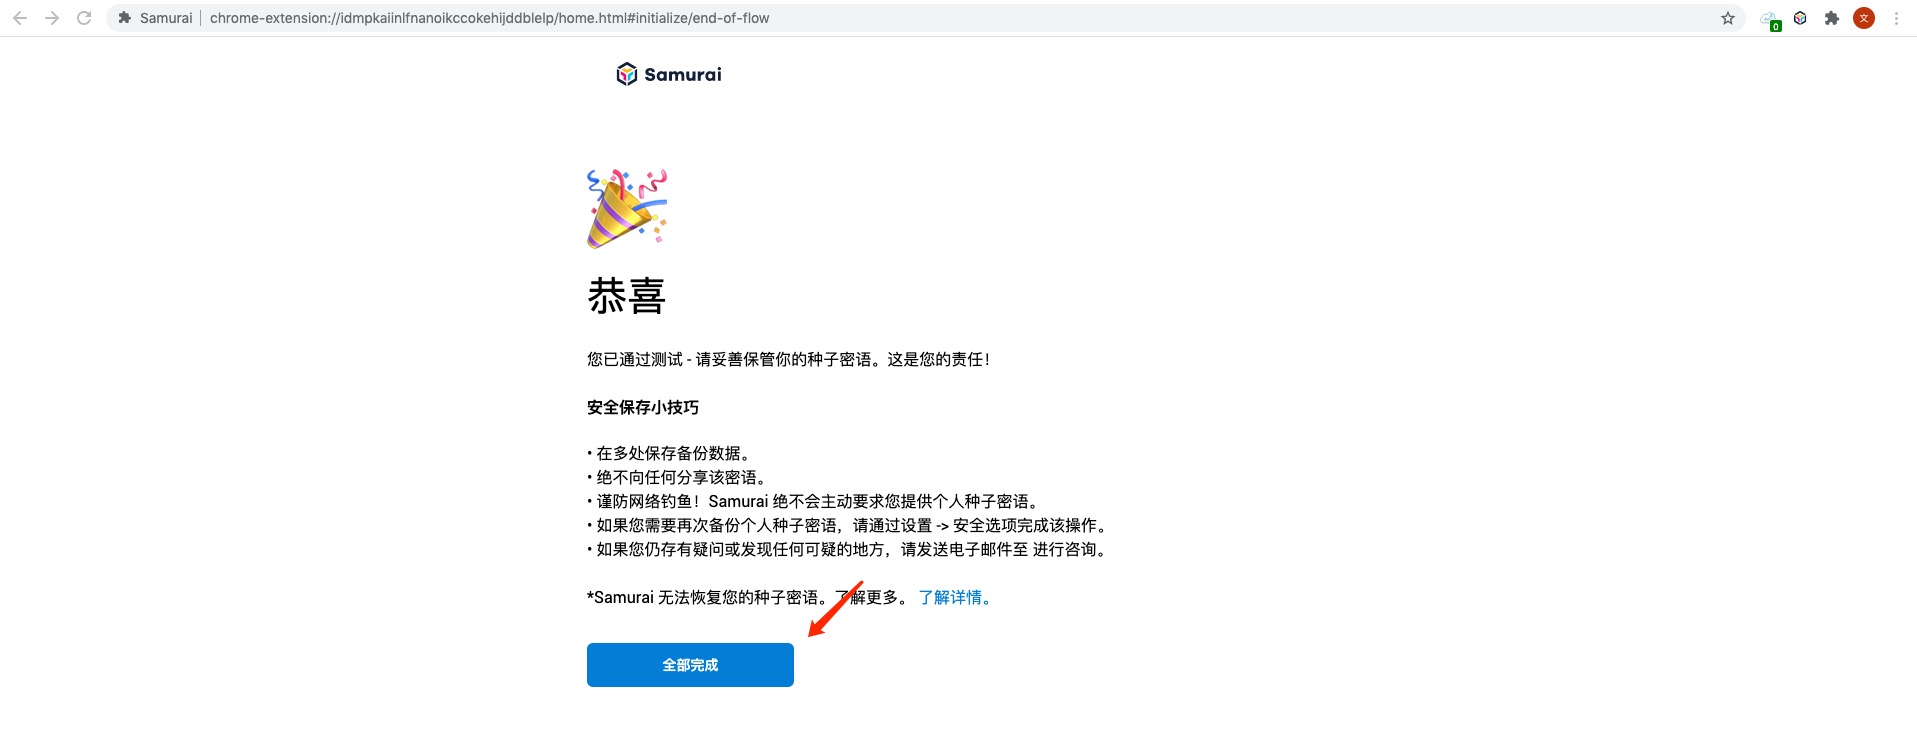 Samurai
chrome-extension://idmpkaiinlfnanoikccokehijddblelp/home.html#initialize/end-of-flow
0
文
Samurai
恭喜
您已通过测试 - 请妥善保管你的种子密语。这是您的责任！
安全保存小技巧
• 在多处保存备份数据。
• 绝不向任何分享该密语。
• 谨防网络钓鱼！Samurai 绝不会主动要求您提供个人种子密语。
• 如果您需要再次备份个人种子密语，请通过设置 -> 安全选项完成该操作。
• 如果您仍存有疑问或发现任何可疑的地方，请发送电子邮件至 进行咨询。
*Samurai 无法恢复您的种子密语。了解更多。 了解详情。
全部完成